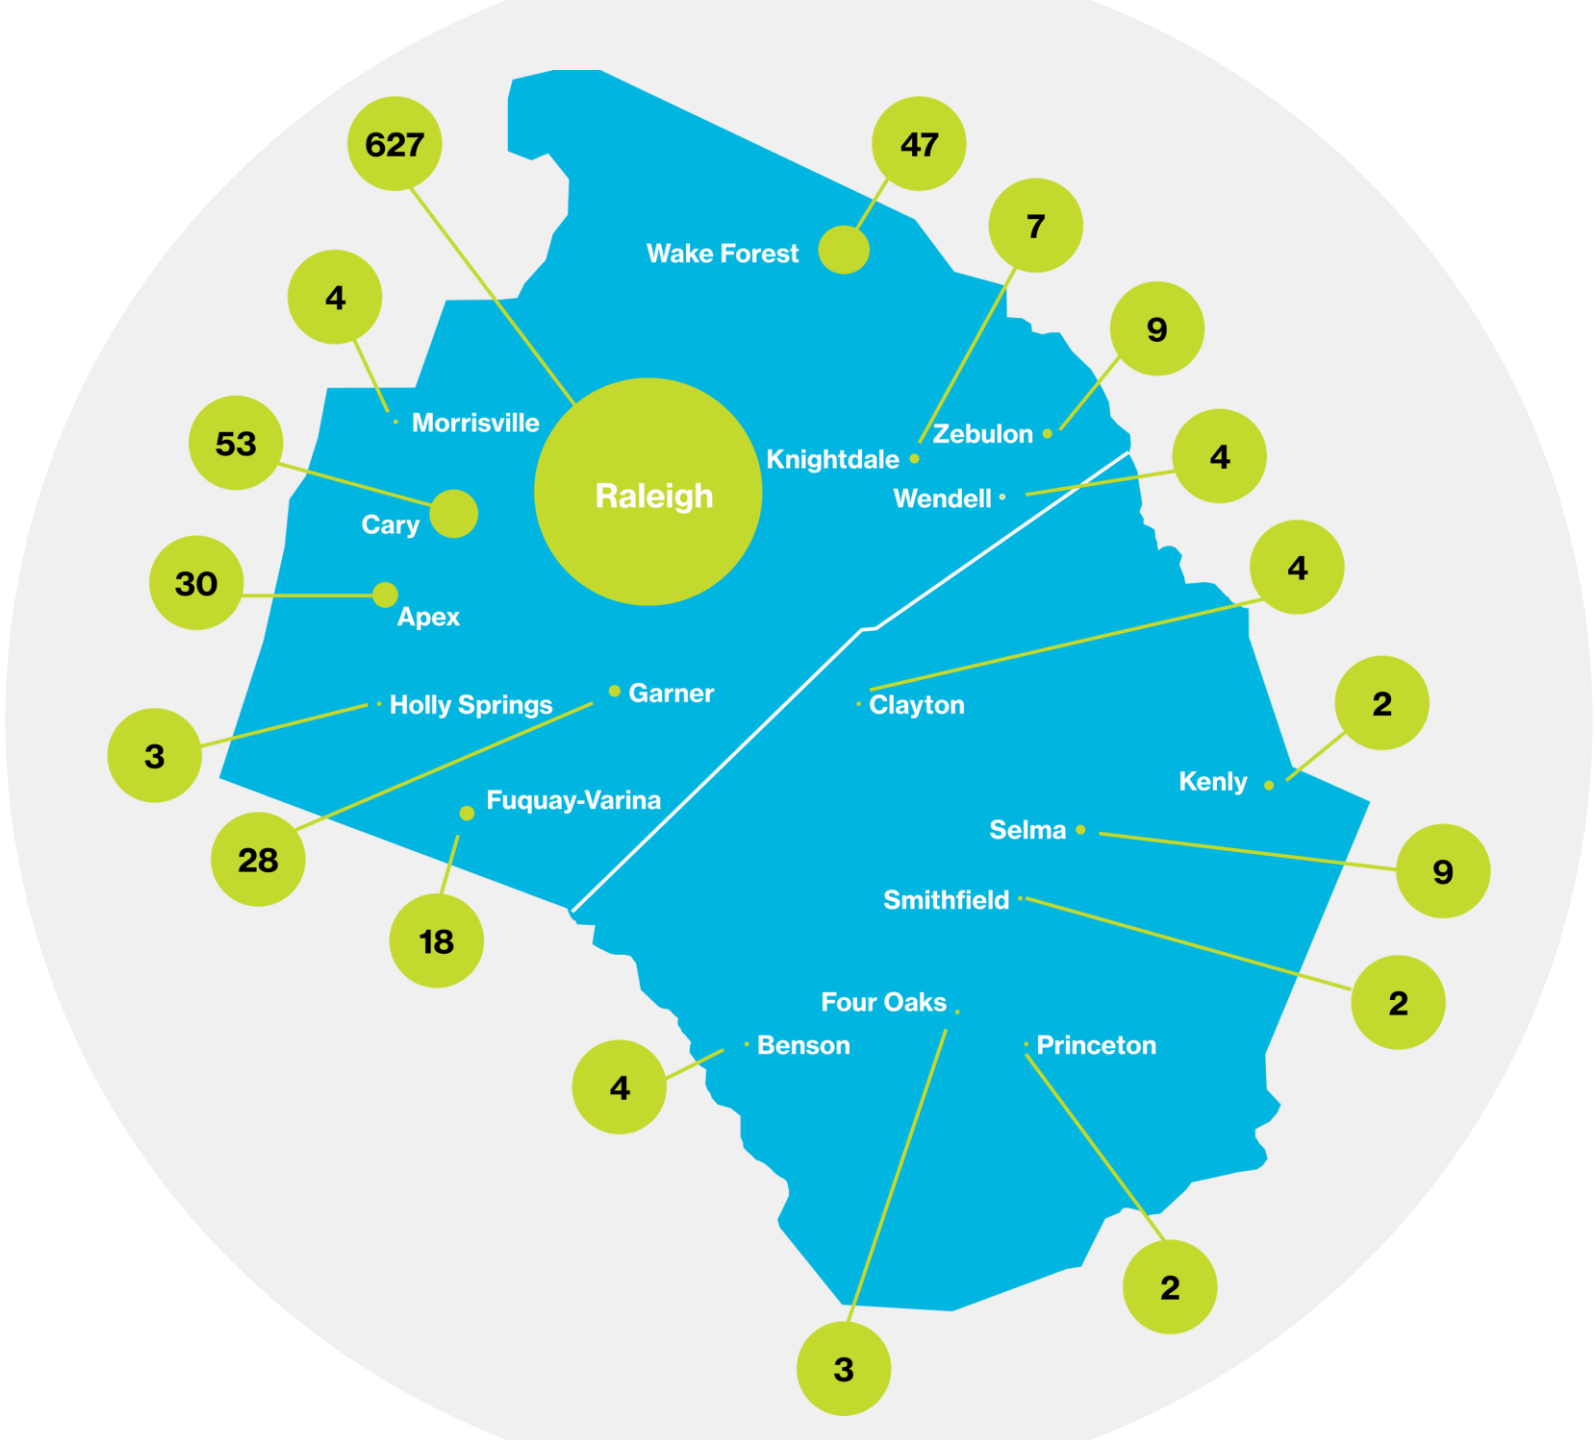 627
47
7
Wake Forest
4
9
Morrisville
53
Zebulon
4
Knightdale
Raleigh
Wendell
Cary
4
30
Apex
Garner
Holly Springs
Clayton
2
3
Kenly
Fuquay-Varina
Selma
28
9
Smithfield
18
Four Oaks
2
Benson
Princeton
4
2
3